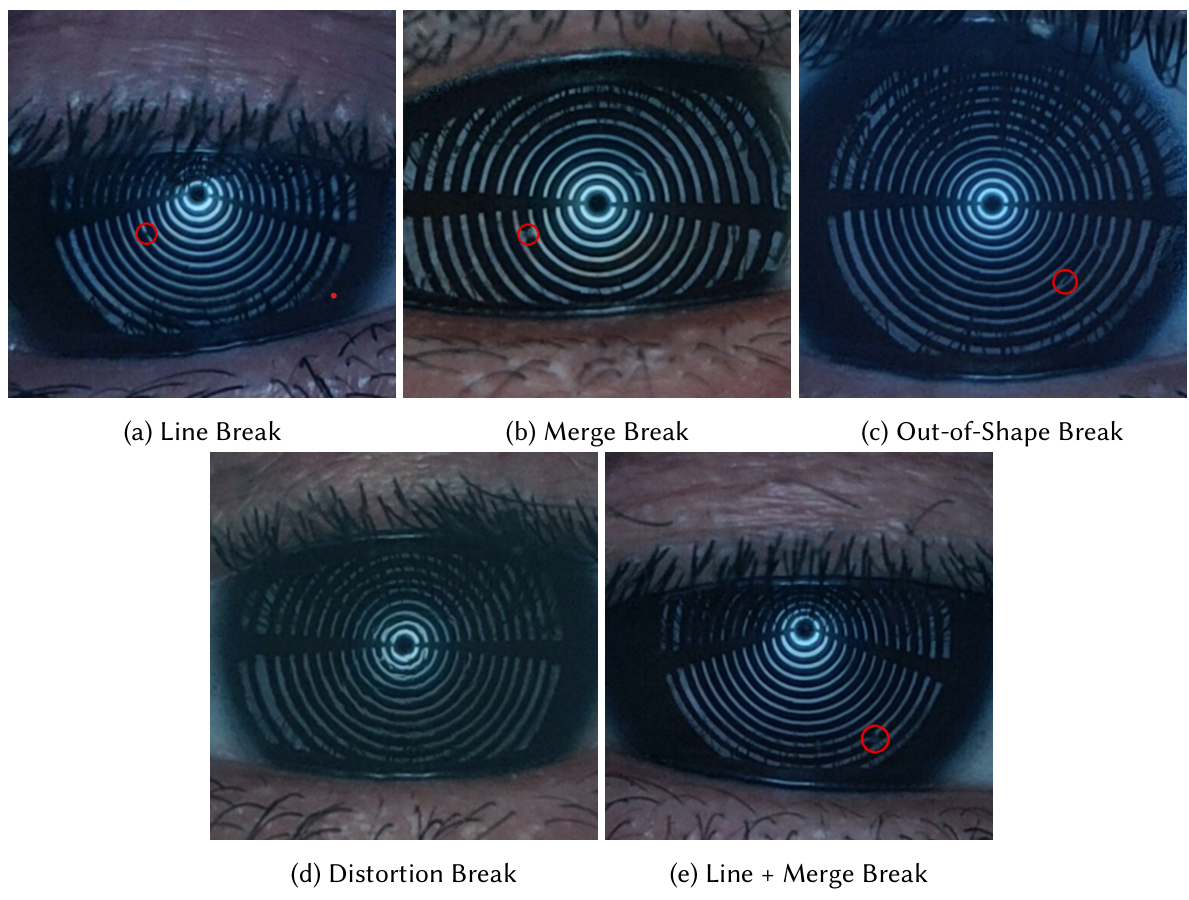 (a) Line Break
(b) Merge Break
(c) Out-of-Shape Break
(d) Distortion Break
(e) Line + Merge Break